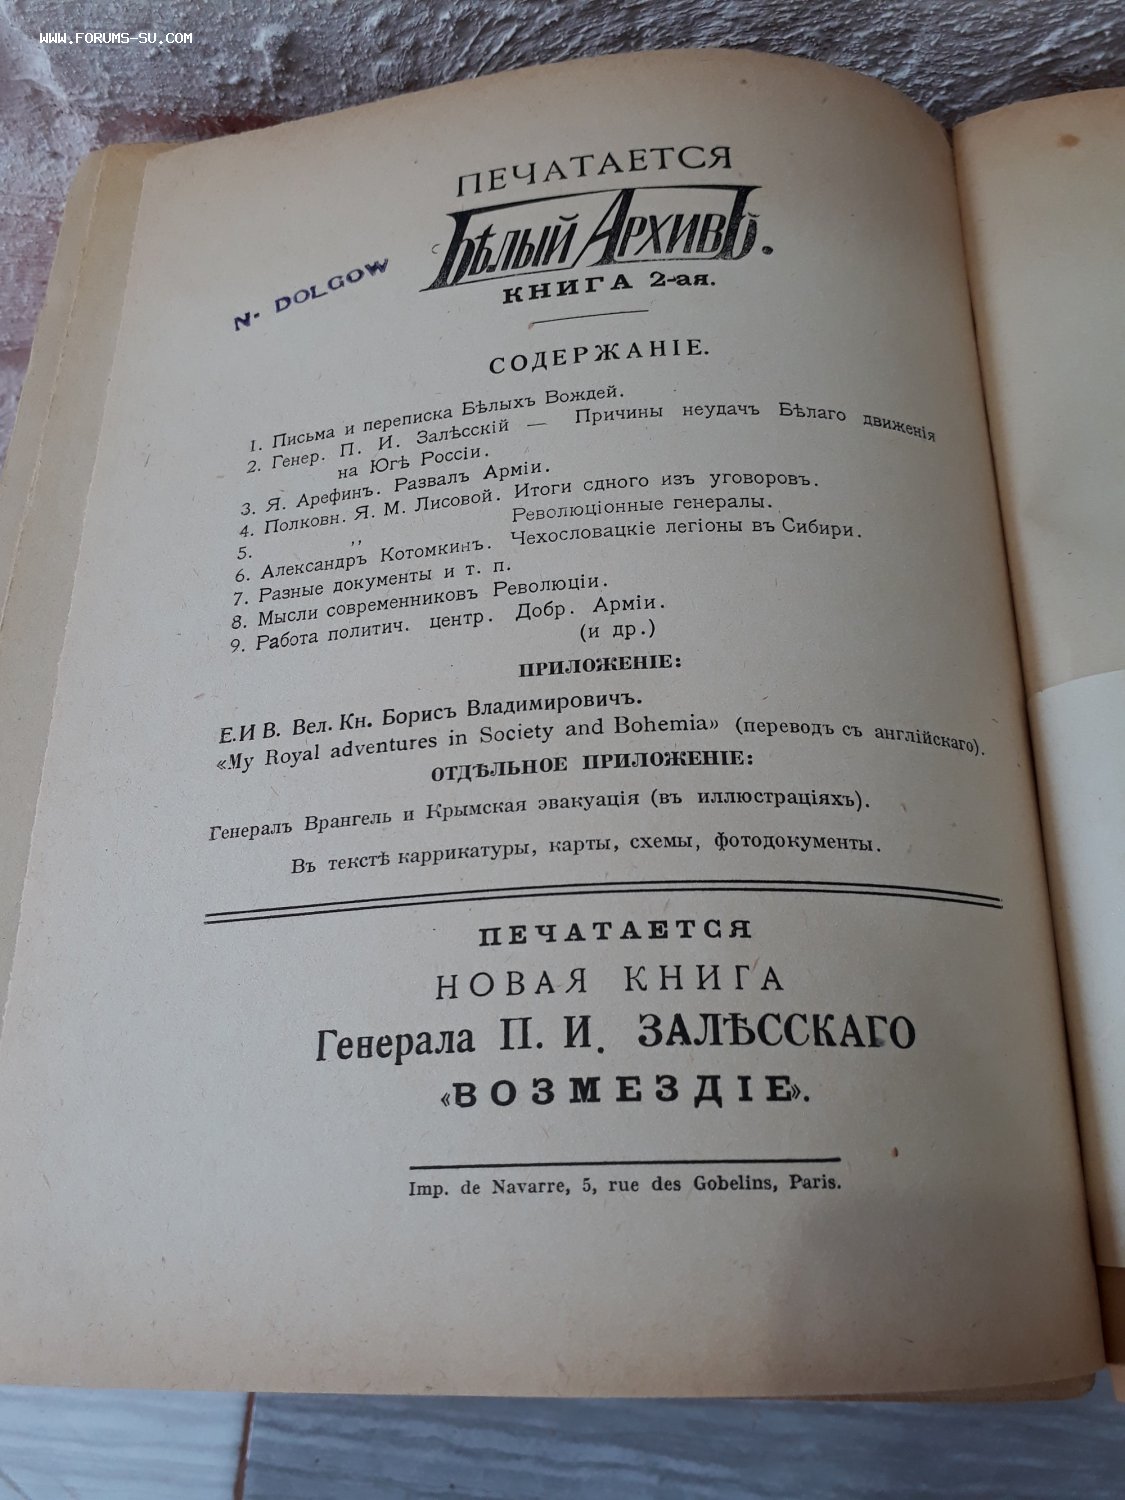 WWW.FORUMS-SU.COM
ПЕЧАТАЕТСЯ
БѢЛЫЙ АРХИВЪ.
КНИГА 2-ая.
N. DOLGOW
СОДЕРЖАНІЕ.
1. Письма и переписка Бѣлыхъ Вождей.
2. Генер. П. И. Залѣсскій — Причины неудачъ Бѣлаго движенія
на Югѣ Россіи.
3. Я. Арефинъ. Развалъ Арміи.
4. Полковн. Я. М. Лисовой. Итоги сдного изъ уговоровъ.
5. ,, Революціонные генералы.
6. Александръ Котомкинъ. Чехословацкіе легіоны въ Сибири.
7. Разные документы и т. п.
8. Мысли современниковъ Революціи.
9. Работа политич. центр. Добр. Арміи.
(и др.)
ПРИЛОЖЕНІЕ:
Е.И В. Вел. Кн. Борисъ Владимировичъ.
«My Royal adventures in Society and Bohemia» (переводъ съ англійскаго).
ОТДѢЛЬНОЕ ПРИЛОЖЕНІЕ:
Генералъ Врангель и Крымская эвакуація (въ иллюстраціяхъ).
Въ текстѣ каррикатуры, карты, схемы, фотодокументы.
ПЕЧАТАЕТСЯ
НОВАЯ КНИГА
Генерала П. И. ЗАЛѢССКАГО
«ВОЗМЕЗДІЕ».
Imp. de Navarre, 5, rue des Gobelins, Paris.